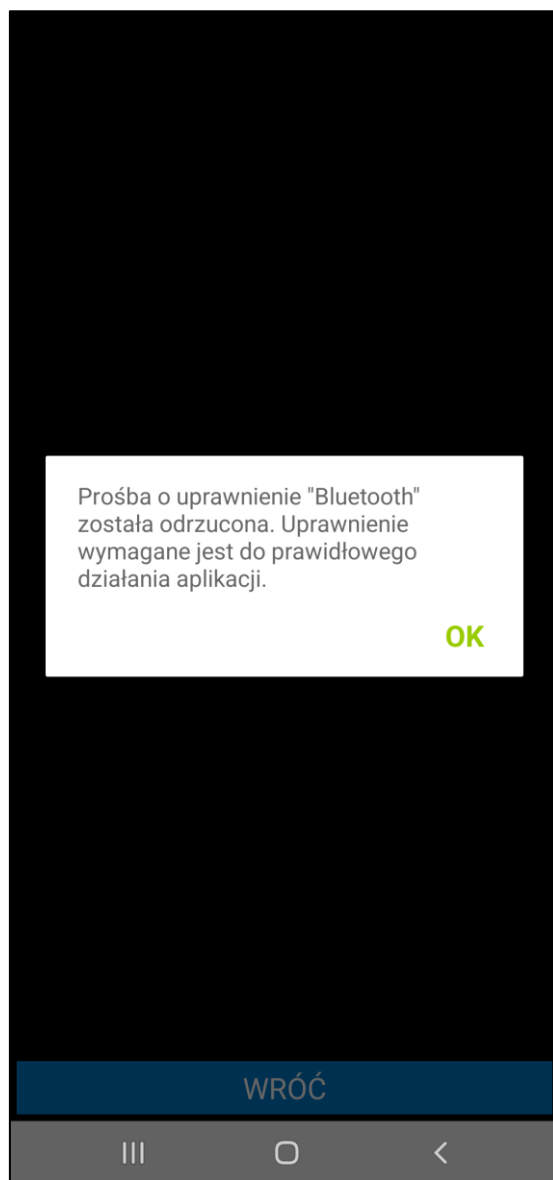 Prośba o uprawnienie "Bluetooth"
została odrzucona. Uprawnienie
wymagane jest do prawidłowego
działania aplikacji.
OK
WRÓĆ